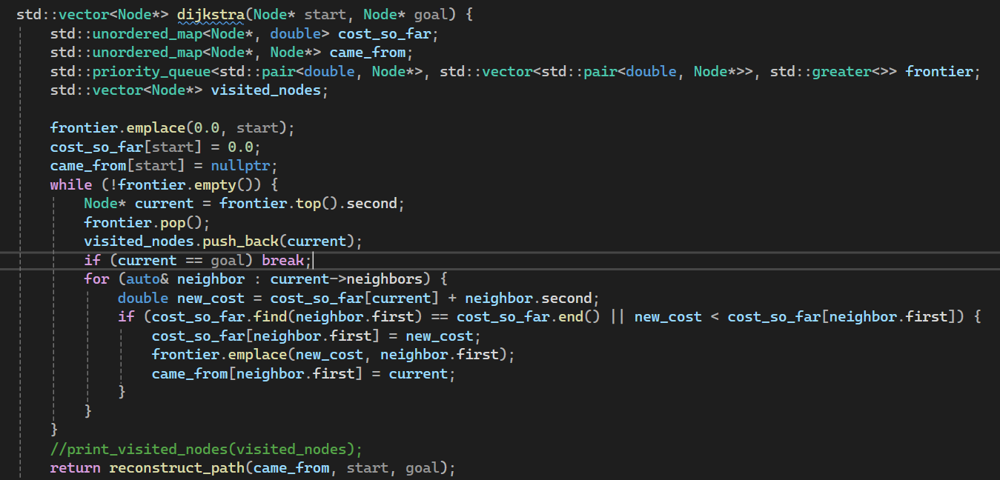 std::vector<Node*> dijkstra(Node* start, Node* goal) {
    std::unordered_map<Node*, double> cost_so_far;
    std::unordered_map<Node*, Node*> came_from;
    std::priority_queue<std::pair<double, Node*>, std::vector<std::pair<double, Node*>>, std::greater<>> frontier;
    std::vector<Node*> visited_nodes;

    frontier.emplace(0.0, start);
    cost_so_far[start] = 0.0;
    came_from[start] = nullptr;
    while (!frontier.empty()) {
        Node* current = frontier.top().second;
        frontier.pop();
        visited_nodes.push_back(current);
        if (current == goal) break;
        for (auto& neighbor : current->neighbors) {
            double new_cost = cost_so_far[current] + neighbor.second;
            if (cost_so_far.find(neighbor.first) == cost_so_far.end() || new_cost < cost_so_far[neighbor.first]) {
                cost_so_far[neighbor.first] = new_cost;
                frontier.emplace(new_cost, neighbor.first);
                came_from[neighbor.first] = current;
            }
        }
    }
    //print_visited_nodes(visited_nodes);
    return reconstruct_path(came_from, start, goal);